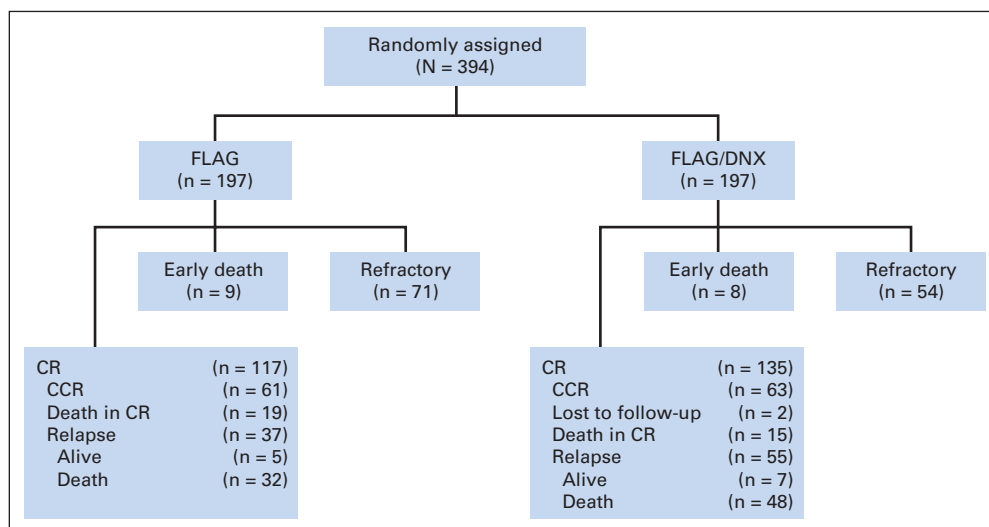 Randomly assigned
(N = 394)
FLAG
(n = 197)
FLAG/DNX
(n = 197)
Early death
(n = 9)
Refractory
(n = 71)
Early death
(n = 8)
Refractory
(n = 54)
CR (n = 117)
CCR (n = 61)
Death in CR (n = 19)
Relapse (n = 37)
Alive (n = 5)
Death (n = 32)
CR (n = 135)
CCR (n = 63)
Lost to follow-up (n = 2)
Death in CR (n = 15)
Relapse (n = 55)
Alive (n = 7)
Death (n = 48)